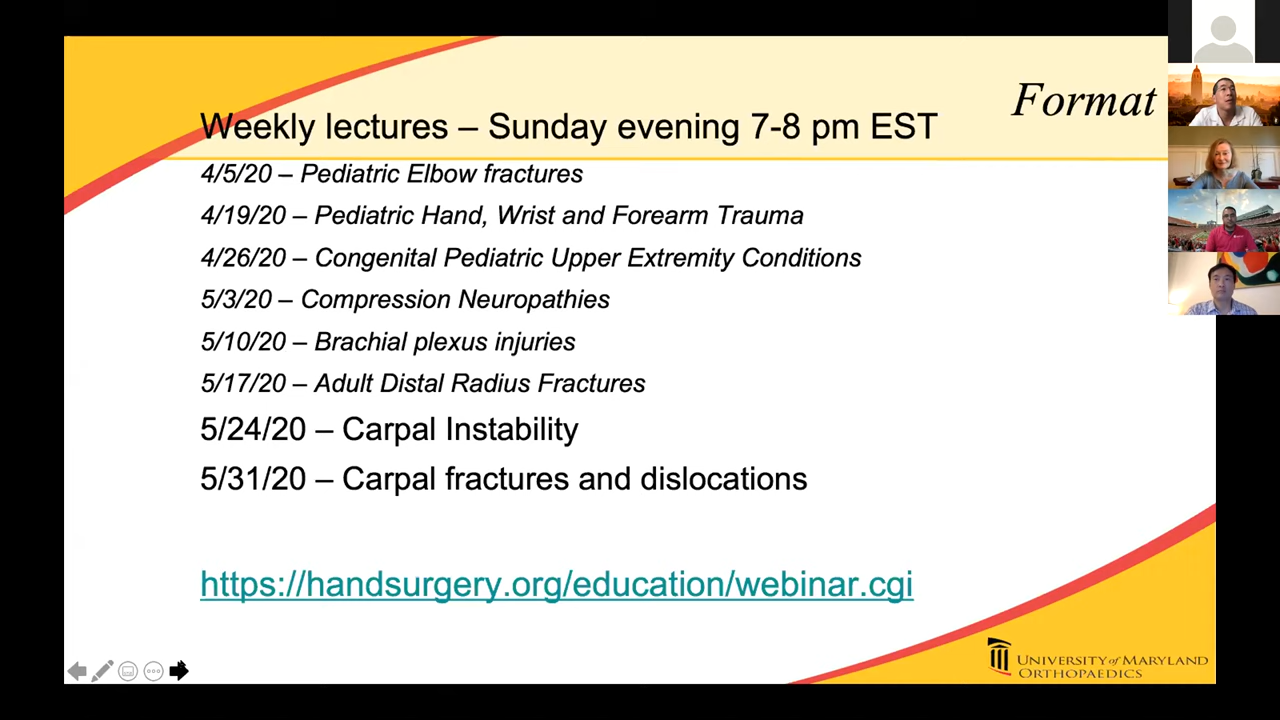 Format
Weekly lectures – Sunday evening 7-8 pm EST
4/5/20 – Pediatric Elbow fractures
4/19/20 – Pediatric Hand, Wrist and Forearm Trauma
4/26/20 – Congenital Pediatric Upper Extremity Conditions
5/3/20 – Compression Neuropathies
5/10/20 – Brachial plexus injuries
5/17/20 – Adult Distal Radius Fractures
5/24/20 – Carpal Instability
5/31/20 – Carpal fractures and dislocations
https://handsurgery.org/education/webinar.cgi
UNIVERSITY of MARYLAND
ORTHOPAEDICS